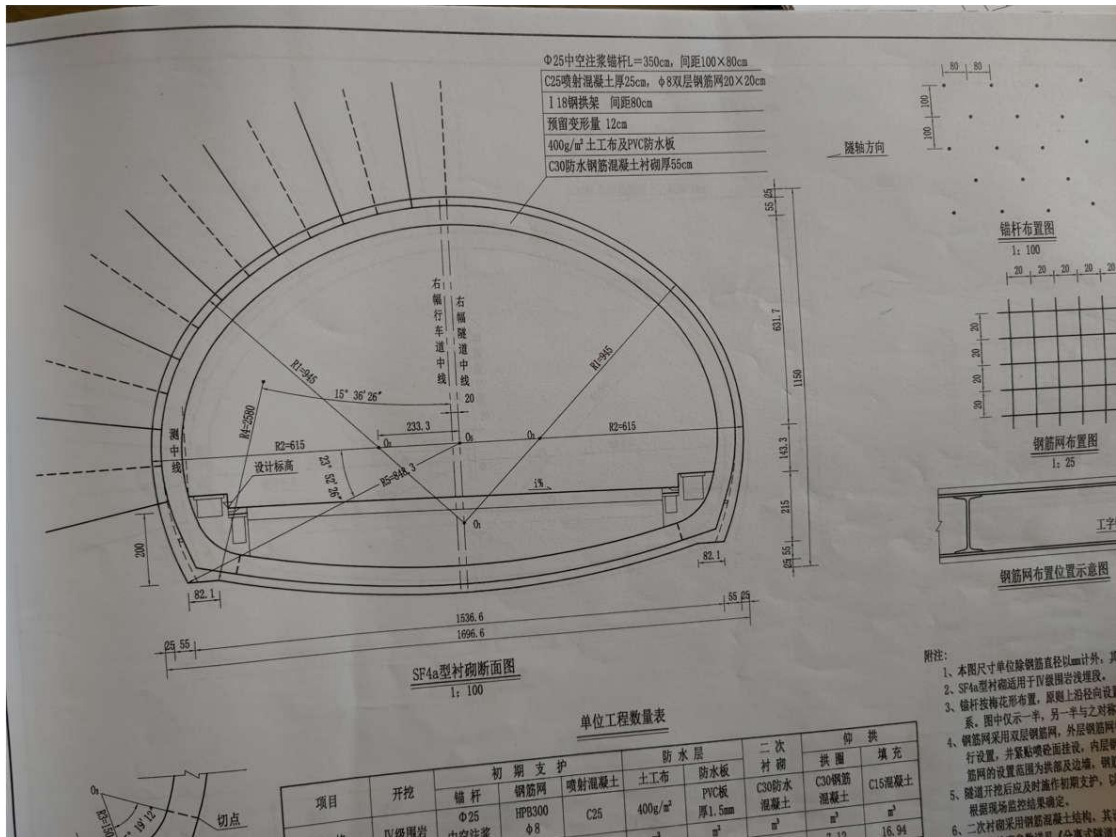 Φ25中空注浆锚杆L=350cm，间距100×80cm
C25喷射混凝土厚25cm，φ8双层钢筋网20×20cm
I18钢拱架 间距80cm
预留变形量 12cm
400g/m²土工布及PVC防水板
C30防水钢筋混凝土衬砌厚55cm
隧轴方向
80 80
100
100
锚杆布置图
1: 100
20 20 20 20 20
20
20
20
20
钢筋网布置图
1: 25
钢筋网布置位置示意图
右幅行车道中线
右幅隧道中线
20
R1=945
R1=945
15° 36′26″
R4=2580
233.3
O₅
R2=615
R2=615
测中线
设计标高
23° 52′26″
R5=848.3
i%
O₁
200
82.1
82.1
25
55
631.7
143.3
215
55
25
1150
1536.6
1696.6
25 55
55 25
SF4a型衬砌断面图
1: 100
附注:
1、本图尺寸单位除钢筋直径以mm计外，
2、SF4a型衬砌适用于IV级围岩浅埋段。
3、锚杆按梅花形布置，原则上沿径向设
系。图中仅示一半，另一半与之对称
4、钢筋网采用双层钢筋网，外层钢筋网
行设置，并紧贴喷砼面挂设，内层钢
筋网的设置范围为拱部及边墙，钢
5、隧道开挖后应及时施作初期支护，
根据现场监控结果确定。
6、二次衬砌采用钢筋混凝土结构，其
单位工程数量表
项目
开挖
初期支护
防水层
二次衬砌
仰拱
锚杆
钢筋网
喷射混凝土
土工布
防水板
拱圈
填充
IV级围岩
Φ25
中空注浆
HPB300
φ8
C25
400g/m²
PVC板
厚1.5mm
C30防水
混凝土
C30钢筋
混凝土
C15混凝土
m²
m³
m³
m³
16.94
切点